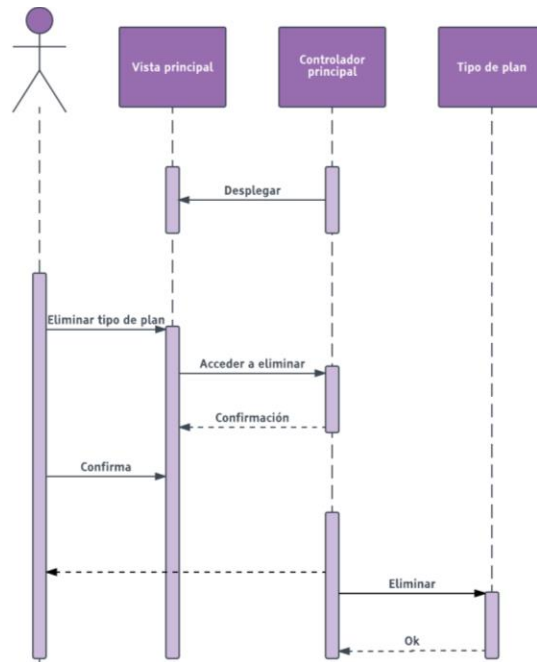 Vista principal
Controlador
principal
Tipo de plan
Desplegar
Eliminar tipo de plan
Acceder a eliminar
Confirmación
Confirma
Eliminar
Ok